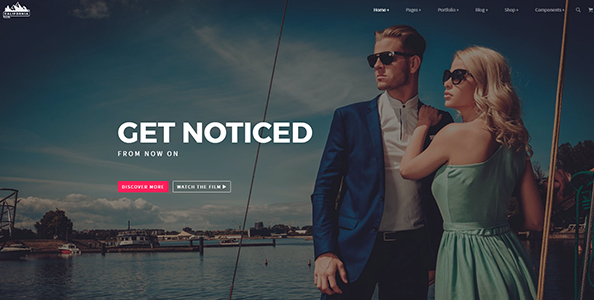 CALIFORNIA
Home +
Pages +
Portfolio +
Blog +
Shop +
Components +
GET NOTICED
FROM NOW ON
DISCOVER MORE
WATCH THE FILM